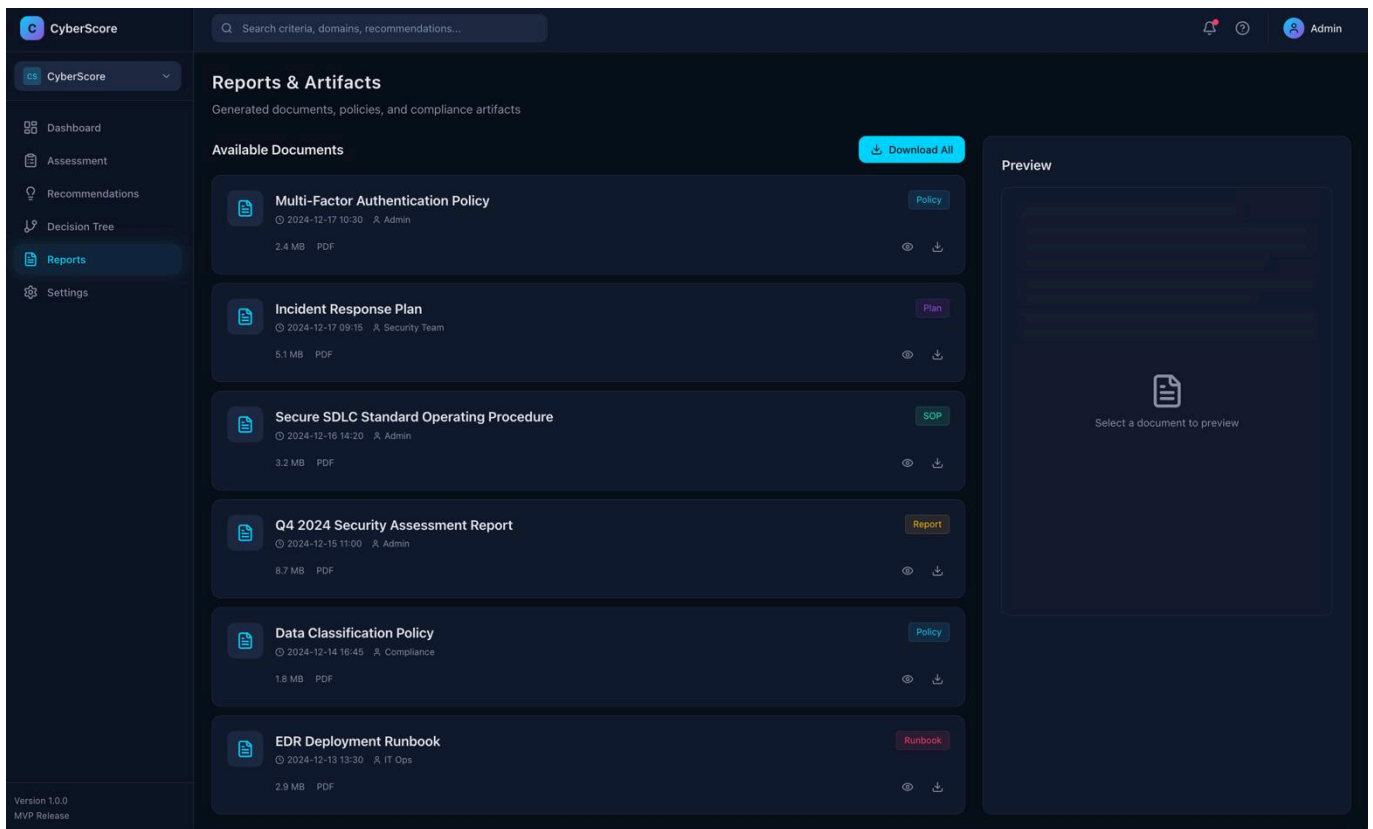 C CyberScore
Search criteria, domains, recommendations...
Admin
CS CyberScore
Dashboard
Assessment
Recommendations
Decision Tree
Reports
Settings
Version 1.0.0
MVP Release
Reports & Artifacts
Generated documents, policies, and compliance artifacts
Available Documents
Download All
Multi-Factor Authentication Policy
Policy
2024-12-17 10:30 Admin
2.4 MB PDF
Incident Response Plan
Plan
2024-12-17 09:15 Security Team
5.1 MB PDF
Secure SDLC Standard Operating Procedure
SOP
2024-12-16 14:20 Admin
3.2 MB PDF
Q4 2024 Security Assessment Report
Report
2024-12-15 11:00 Admin
8.7 MB PDF
Data Classification Policy
Policy
2024-12-14 16:45 Compliance
1.8 MB PDF
EDR Deployment Runbook
Runbook
2024-12-13 13:30 IT Ops
2.9 MB PDF
Preview
Select a document to preview